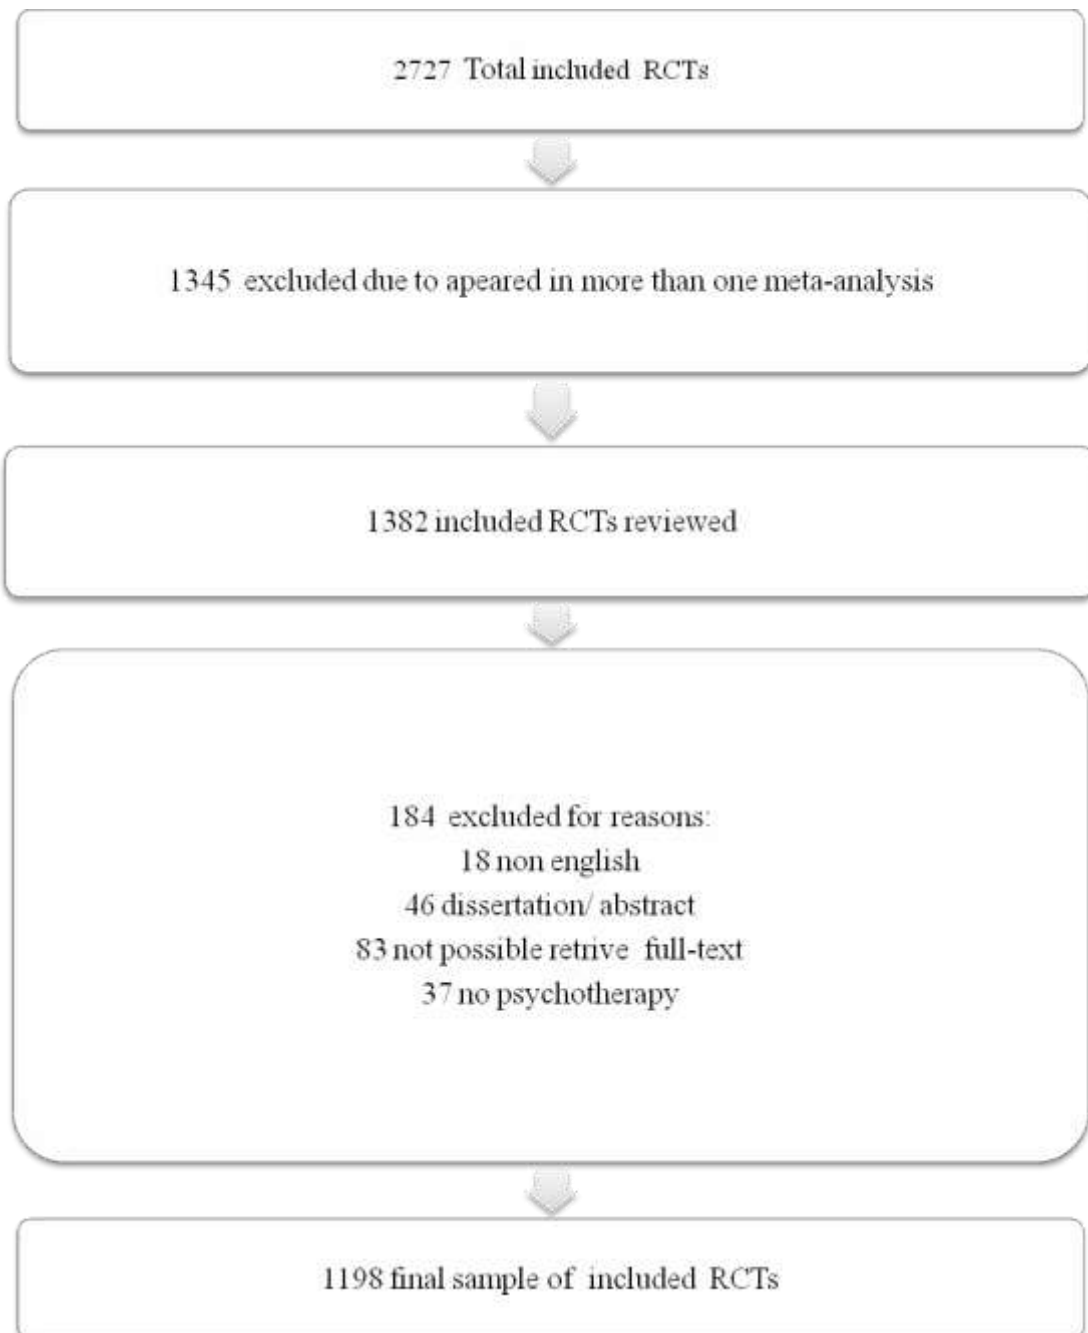 2727 Total included RCTs
1345 excluded due to apeared in more than one meta-analysis
1382 included RCTs reviewed
184 excluded for reasons:
18 non english
46 dissertation/ abstract
83 not possible retrive full-text
37 no psychotherapy
1198 final sample of included RCTs